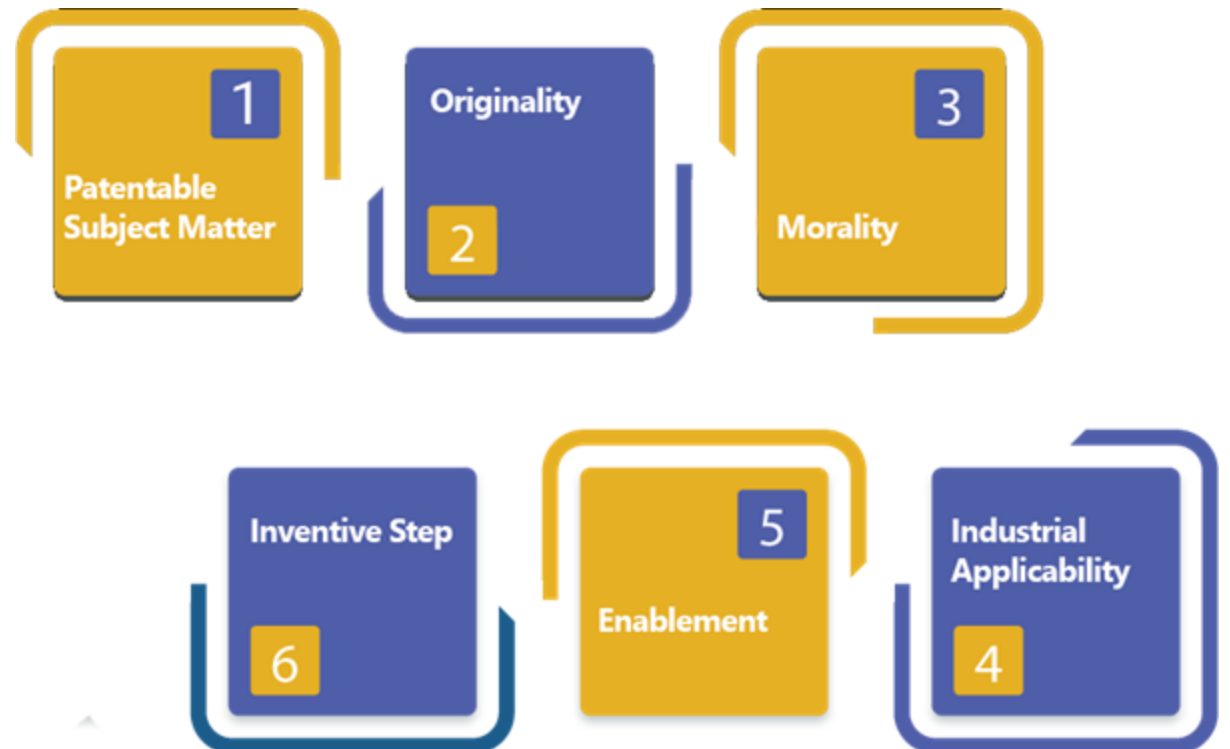 1
Patentable
Subject Matter
Originality
2
3
Morality
Industrial
Applicability
4
5
Enablement
Inventive Step
6